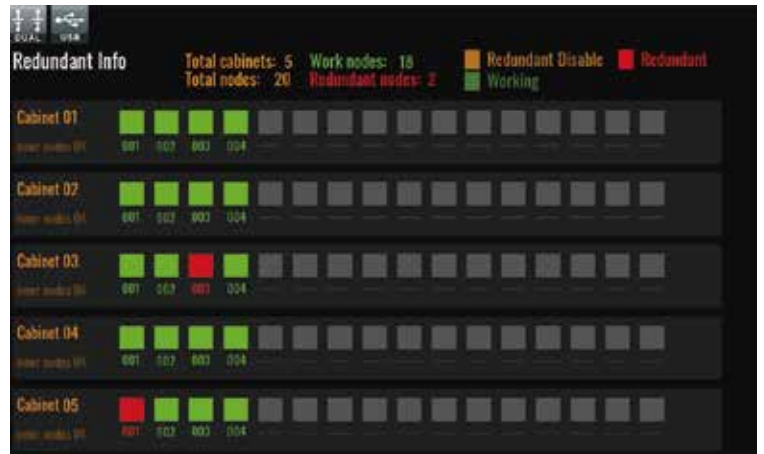 DUAL USB
Redundant Info
Total cabinets: 5 Work nodes: 18 Redundant Disable Redundant
Total nodes: 20 Redundant nodes: 2 Working
Cabinet 01
001 002 003 004
Cabinet 02
001 002 003 004
Cabinet 03
001 002 003 004
Cabinet 04
001 002 003 004
Cabinet 05
001 002 003 004